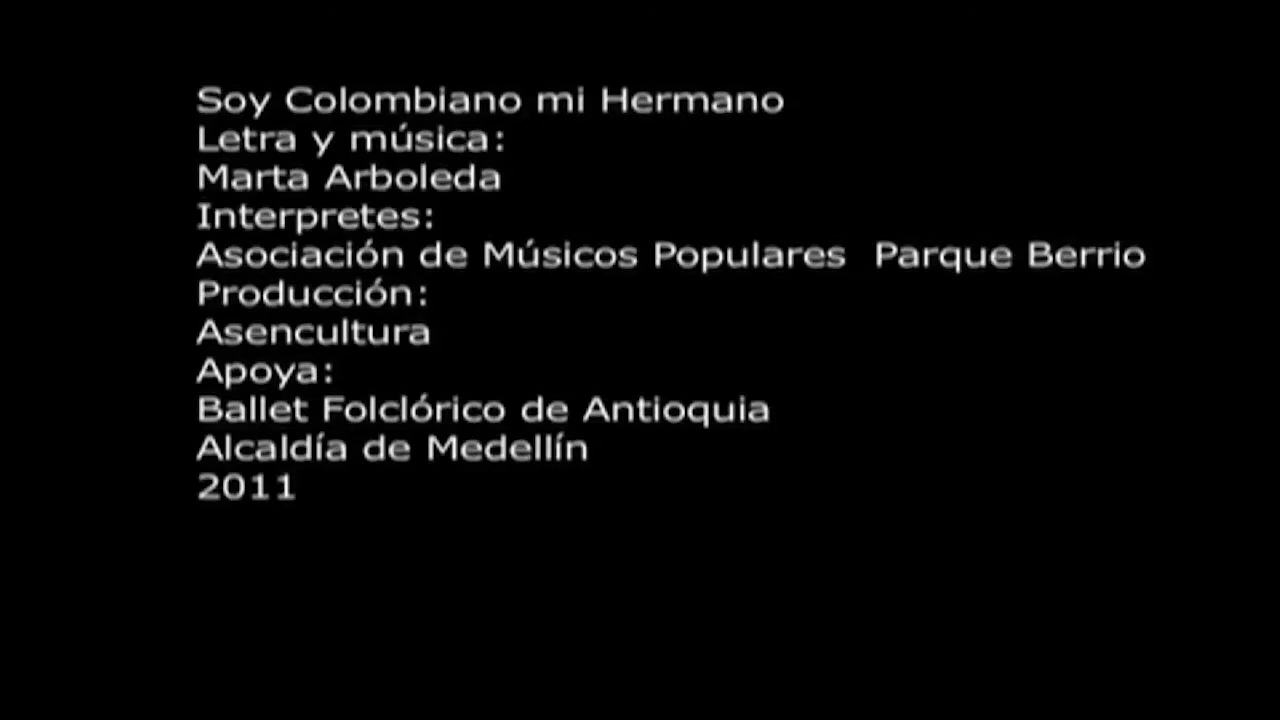 Soy Colombiano mi Hermano
Letra y música:
Marta Arboleda
Interpretes:
Asociación de Músicos Populares  Parque Berrio
Producción:
Asencultura
Apoya:
Ballet Folclórico de Antioquia
Alcaldía de Medellín
2011